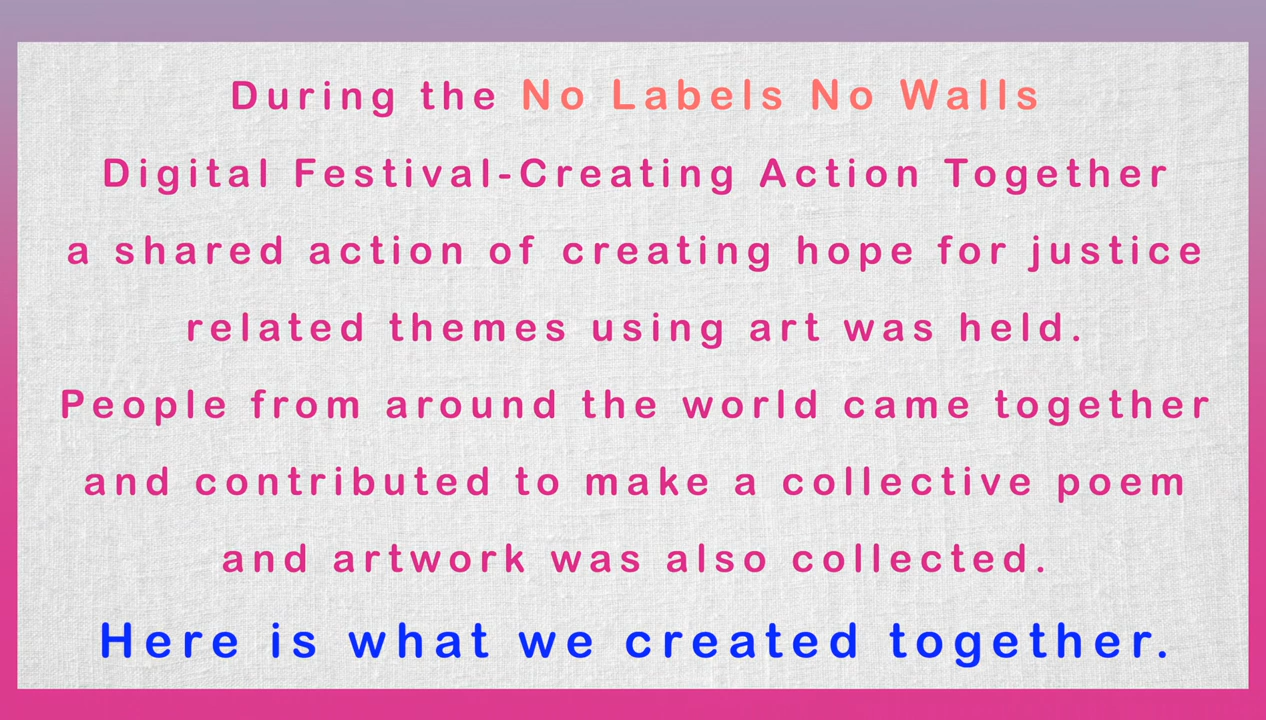 During the No Labels No Walls
Digital Festival-Creating Action Together
a shared action of creating hope for justice
related themes using art was held.
People from around the world came together
and contributed to make a collective poem
and artwork was also collected.
Here is what we created together.